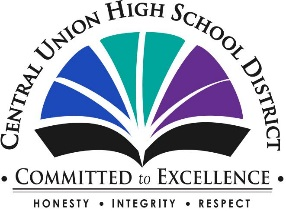 CENTRAL UNION HIGH SCHOOL DISTRICT
• COMMITTED to EXCELLENCE •
HONESTY • INTEGRITY • RESPECT